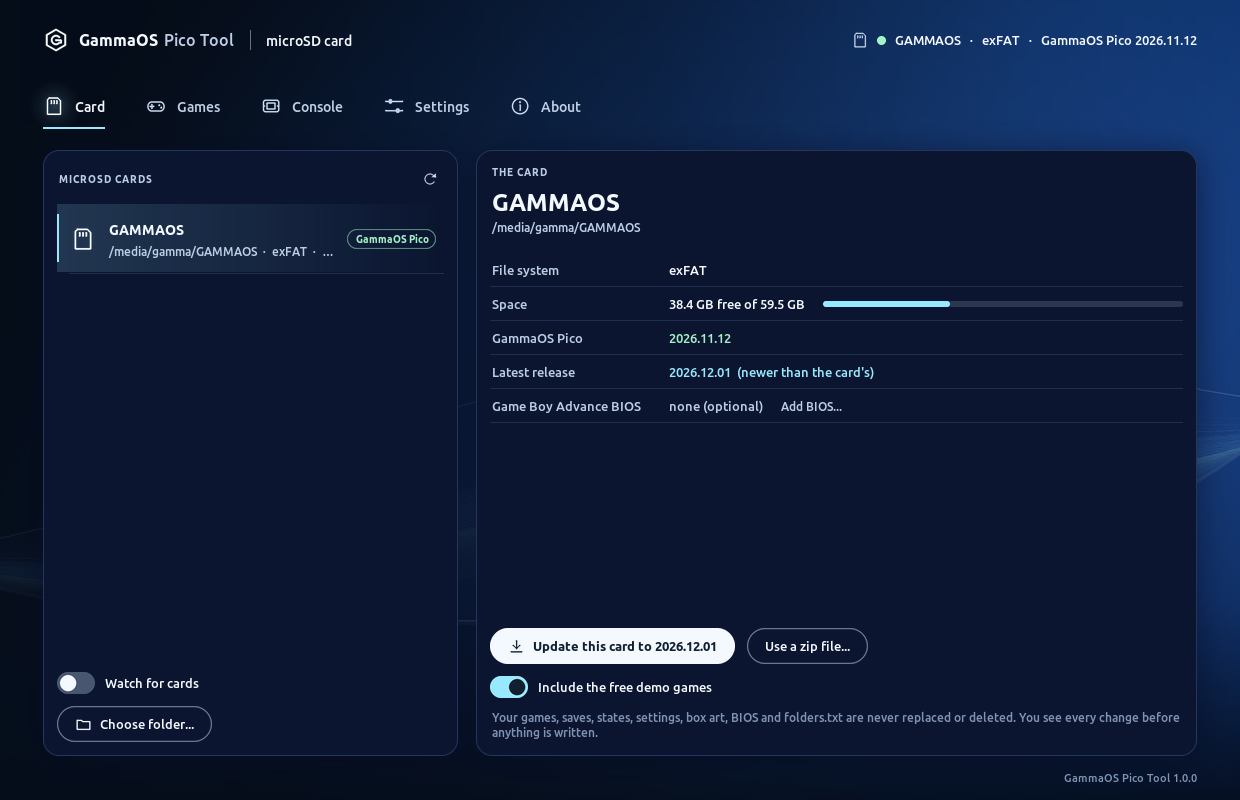 GammaOS Pico Tool | microSD card
GAMMAOS · exFAT · GammaOS Pico 2026.11.12
Card
Games
Console
Settings
About
MICROSD CARDS
GAMMAOS
/media/gamma/GAMMAOS · exFAT · ...
GammaOS Pico
Watch for cards
Choose folder...
THE CARD
GAMMAOS
/media/gamma/GAMMAOS
File system exFAT
Space 38.4 GB free of 59.5 GB
GammaOS Pico 2026.11.12
Latest release 2026.12.01 (newer than the card's)
Game Boy Advance BIOS none (optional) Add BIOS...
Update this card to 2026.12.01
Use a zip file...
Include the free demo games
Your games, saves, states, settings, box art, BIOS and folders.txt are never replaced or deleted. You see every change before
anything is written.
GammaOS Pico Tool 1.0.0